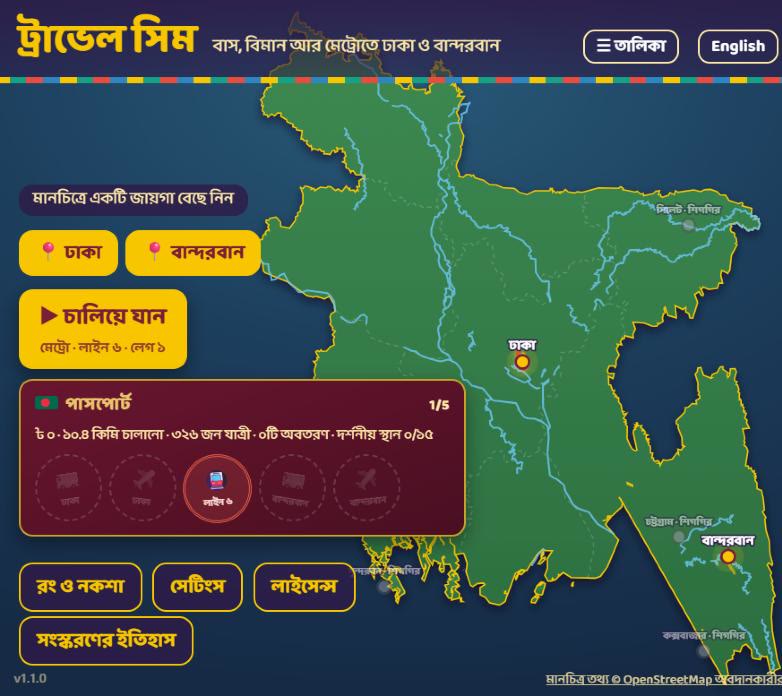 ট্রাভেল সিম
বাস, বিমান আর মেট্রোতে ঢাকা ও বান্দরবান
☰ তালিকা
English
মানচিত্রে একটি জায়গা বেছে নিন
📍 ঢাকা
📍 বান্দরবান
▶ চালিয়ে যান
মেট্রো · লাইন ৬ · লেগ ১
পাসপোর্ট
1/5
৳ ০ · ১০.৪ কিমি চালানো · ৩২৬ জন যাত্রী · ০টি অবতরণ · দর্শনীয় স্থান ০/১৫
ঢাকা
ঢাকা
লাইন ৬
বান্দরবান
বান্দরবান
সিলেট · শিগগির
ঢাকা
চট্টগ্রাম · শিগগির
বান্দরবান
শিগগির
কক্সবাজার · শিগগির
রং ও নকশা
সেটিংস
লাইসেন্স
সংস্করণের ইতিহাস
v1.1.0
মানচিত্র তথ্য © OpenStreetMap